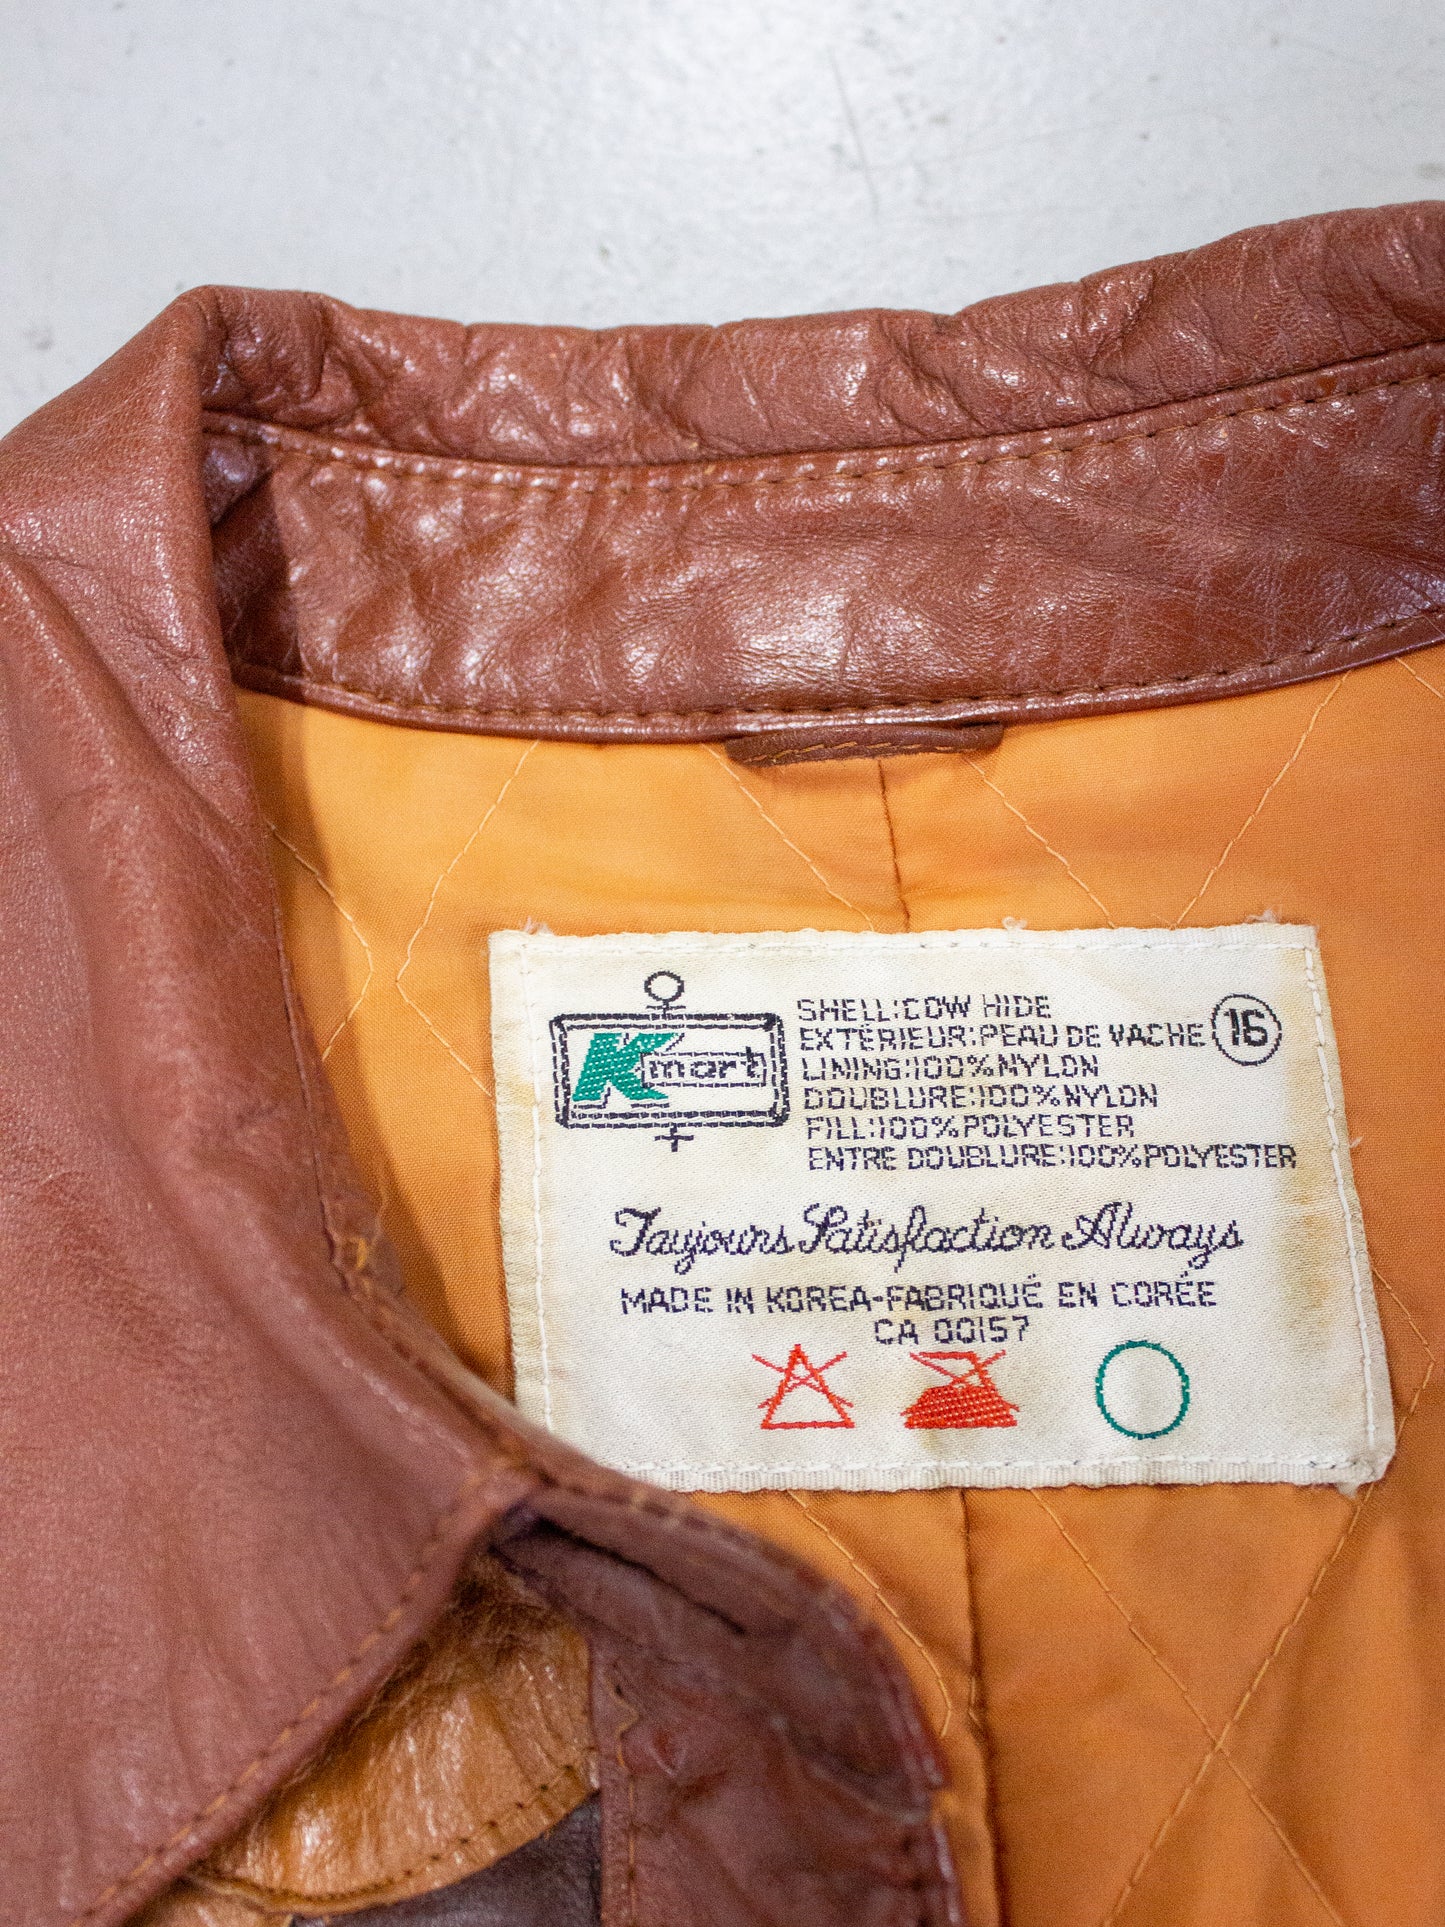 Kmart
SHELL:COW HIDE
EXTÉRIEUR:PEAU DE VACHE 16
LINING:100%NYLON
DOUBLURE:100%NYLON
FILL:100%POLYESTER
ENTRE DOUBLURE:100%POLYESTER
Toujours Satisfaction Always
MADE IN KOREA-FABRIQUÉ EN CORÉE
CA 00157